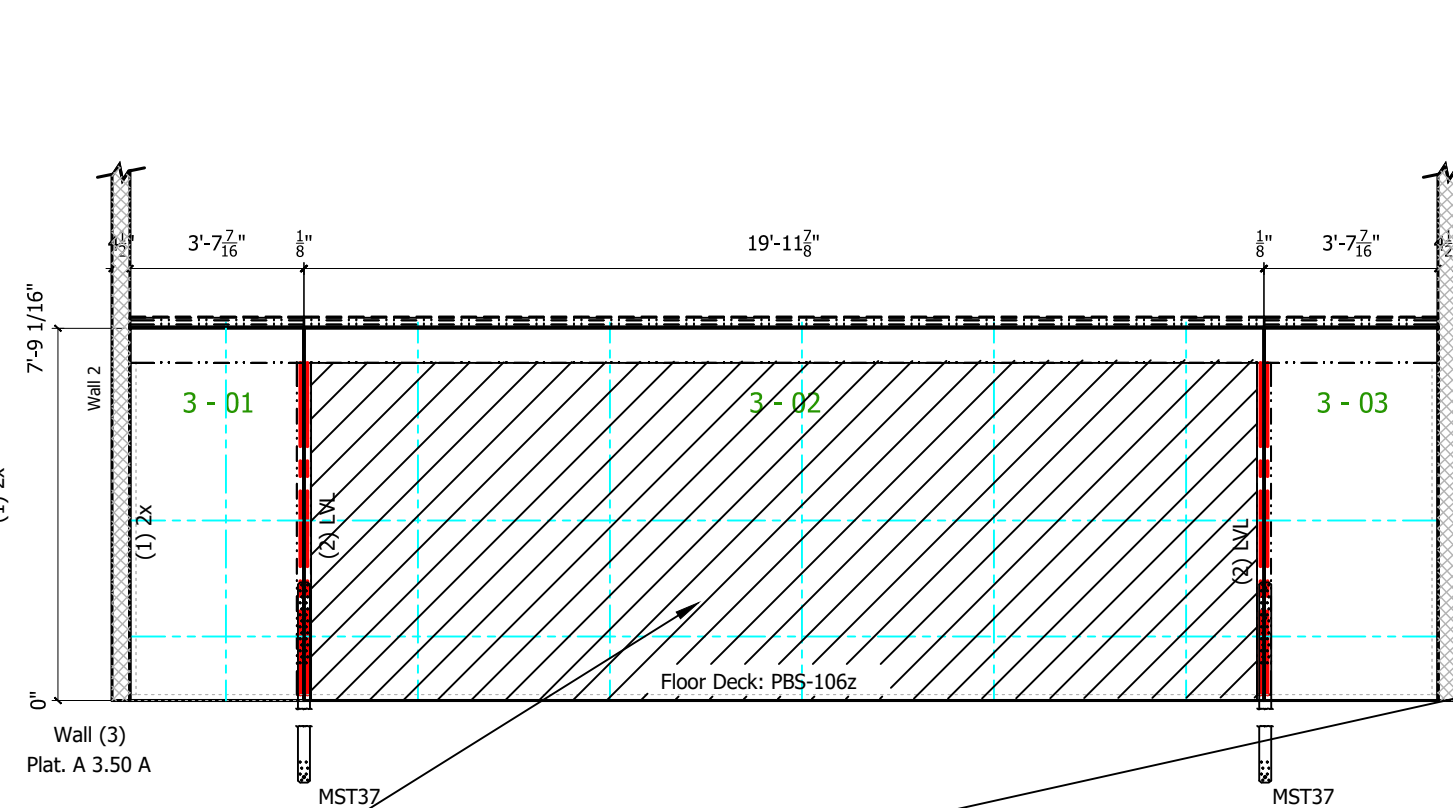 4 1/2"
3'-7 7/16"
1/8"
19'-11 7/8"
1/8"
3'-7 7/16"
4 1/2
7'-9 1/16"
Wall 2
3 - 01
3 - 02
3 - 03
(1) 2x
(1) 2x
(2) LVL
(2) LVL
Floor Deck: PBS-106z
0"
Wall (3)
Plat. A 3.50 A
MST37
MST37